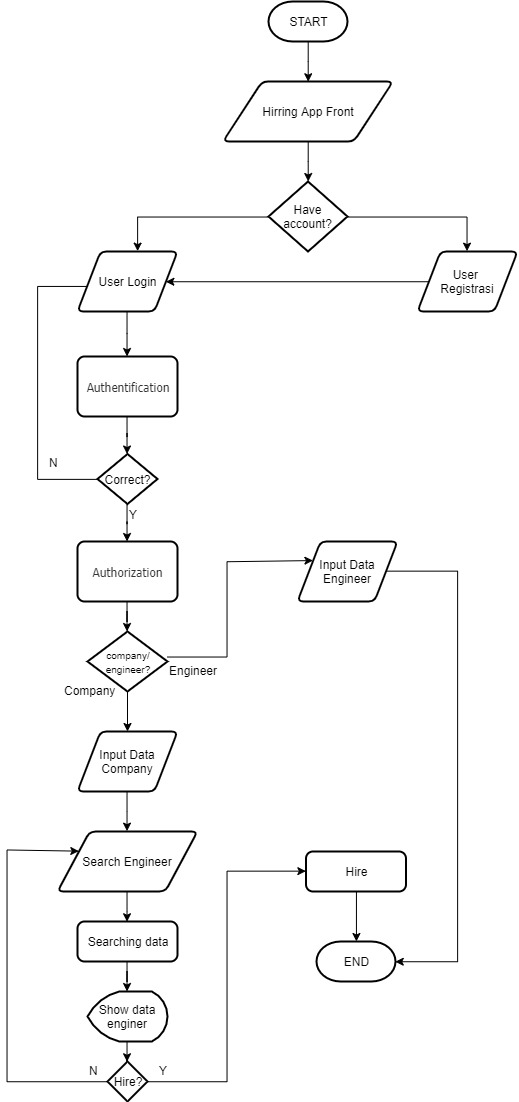 START
Hirring App Front
Have
account?
User Login
User
Registrasi
Authentification
N
Correct?
Y
Authorization
Input Data
Engineer
company/
engineer?
Engineer
Company
Input Data
Company
Search Engineer
Hire
Searching data
END
Show data
enginer
N
Y
Hire?